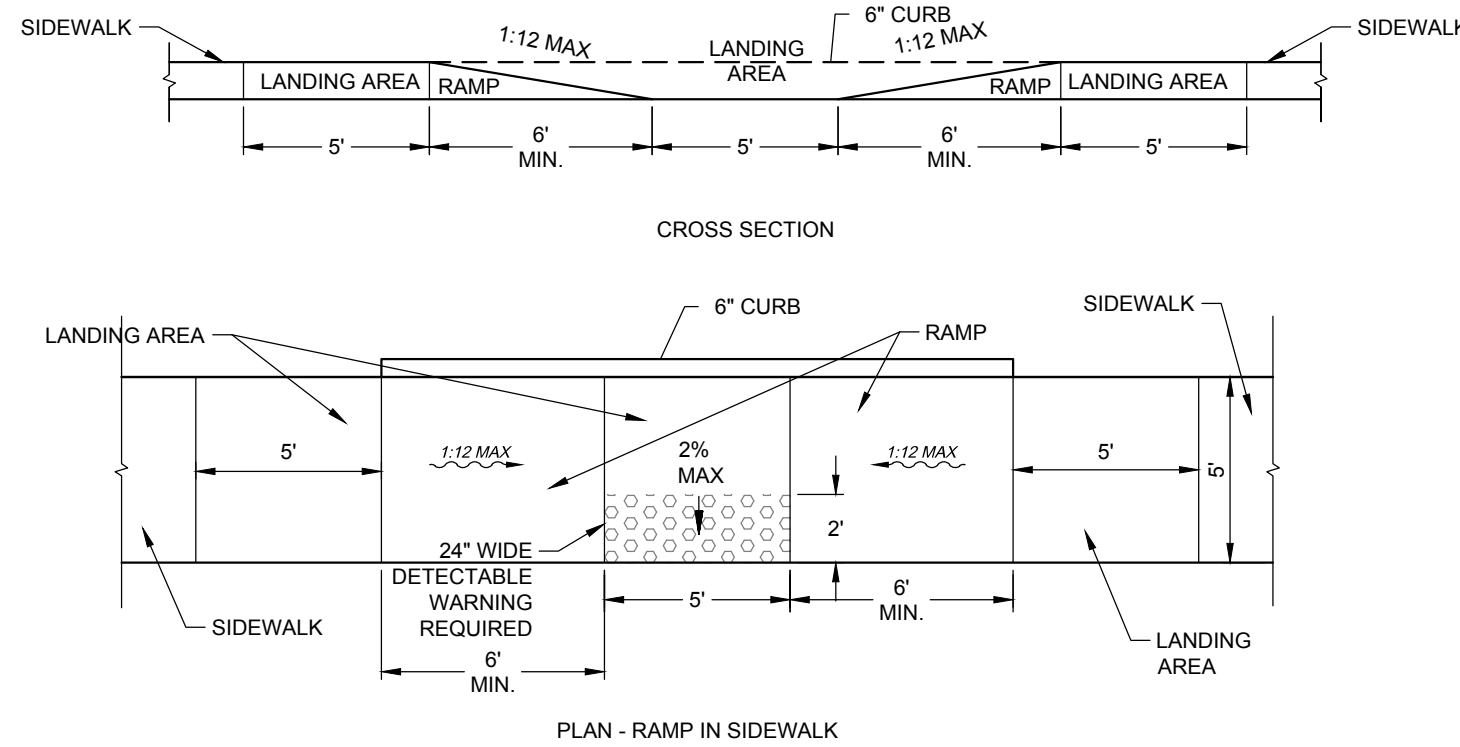 SIDEWALK
6" CURB
SIDEWALK
1:12 MAX
LANDING
AREA
1:12 MAX
LANDING AREA
RAMP
RAMP
LANDING AREA
5'
6'
MIN.
5'
6'
MIN.
5'
CROSS SECTION
6" CURB
SIDEWALK
LANDING AREA
RAMP
5'
1:12 MAX
2%
MAX
1:12 MAX
5'
5'
2'
24" WIDE
DETECTABLE
WARNING
REQUIRED
5'
6'
MIN.
SIDEWALK
LANDING
AREA
6'
MIN.
PLAN - RAMP IN SIDEWALK